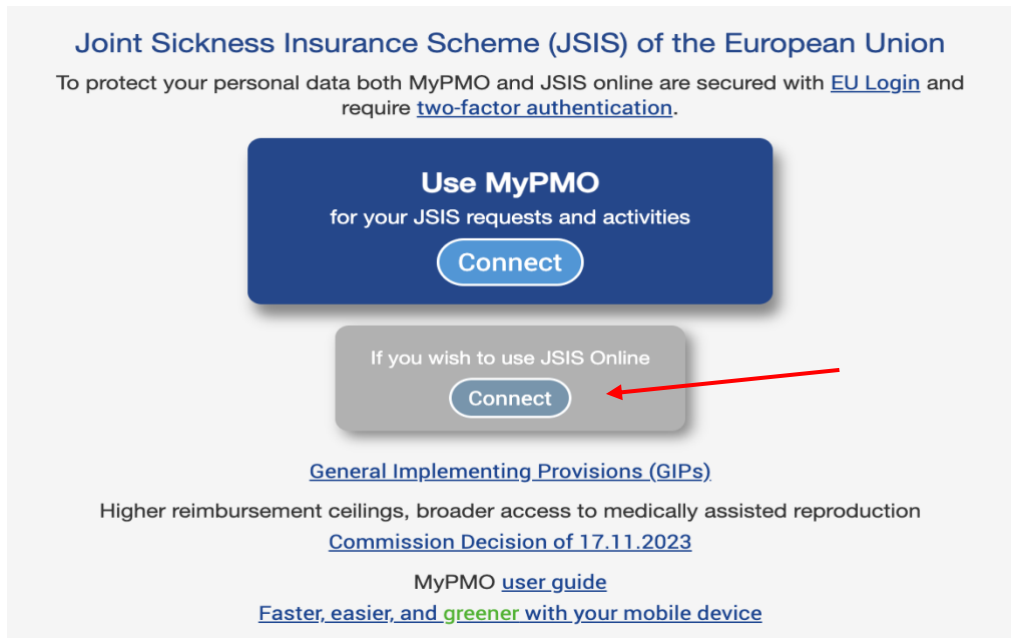 Joint Sickness Insurance Scheme (JSIS) of the European Union
To protect your personal data both MyPMO and JSIS online are secured with EU Login and
require two-factor authentication.
Use MyPMO
for your JSIS requests and activities
Connect
If you wish to use JSIS Online
Connect
General Implementing Provisions (GIPs)
Higher reimbursement ceilings, broader access to medically assisted reproduction
Commission Decision of 17.11.2023
MyPMO user guide
Faster, easier, and greener with your mobile device